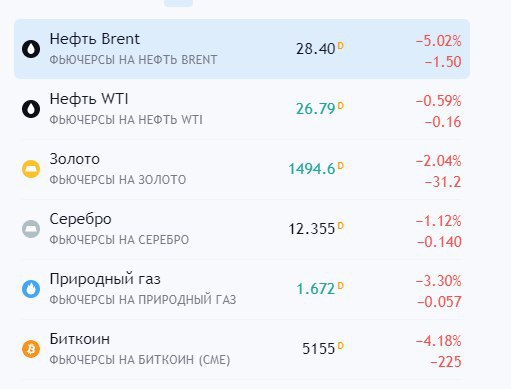 Нефть Brent 28.40 D −5.02%
ФЬЮЧЕРСЫ НА НЕФТЬ BRENT −1.50
Нефть WTI 26.79 D −0.59%
ФЬЮЧЕРСЫ НА НЕФТЬ WTI −0.16
Золото 1494.6 D −2.04%
ФЬЮЧЕРСЫ НА ЗОЛОТО −31.2
Серебро 12.355 D −1.12%
ФЬЮЧЕРСЫ НА СЕРЕБРО −0.140
Природный газ 1.672 D −3.30%
ФЬЮЧЕРСЫ НА ПРИРОДНЫЙ ГАЗ −0.057
Биткоин 5155 D −4.18%
ФЬЮЧЕРСЫ НА БИТКОИН (CME) −225